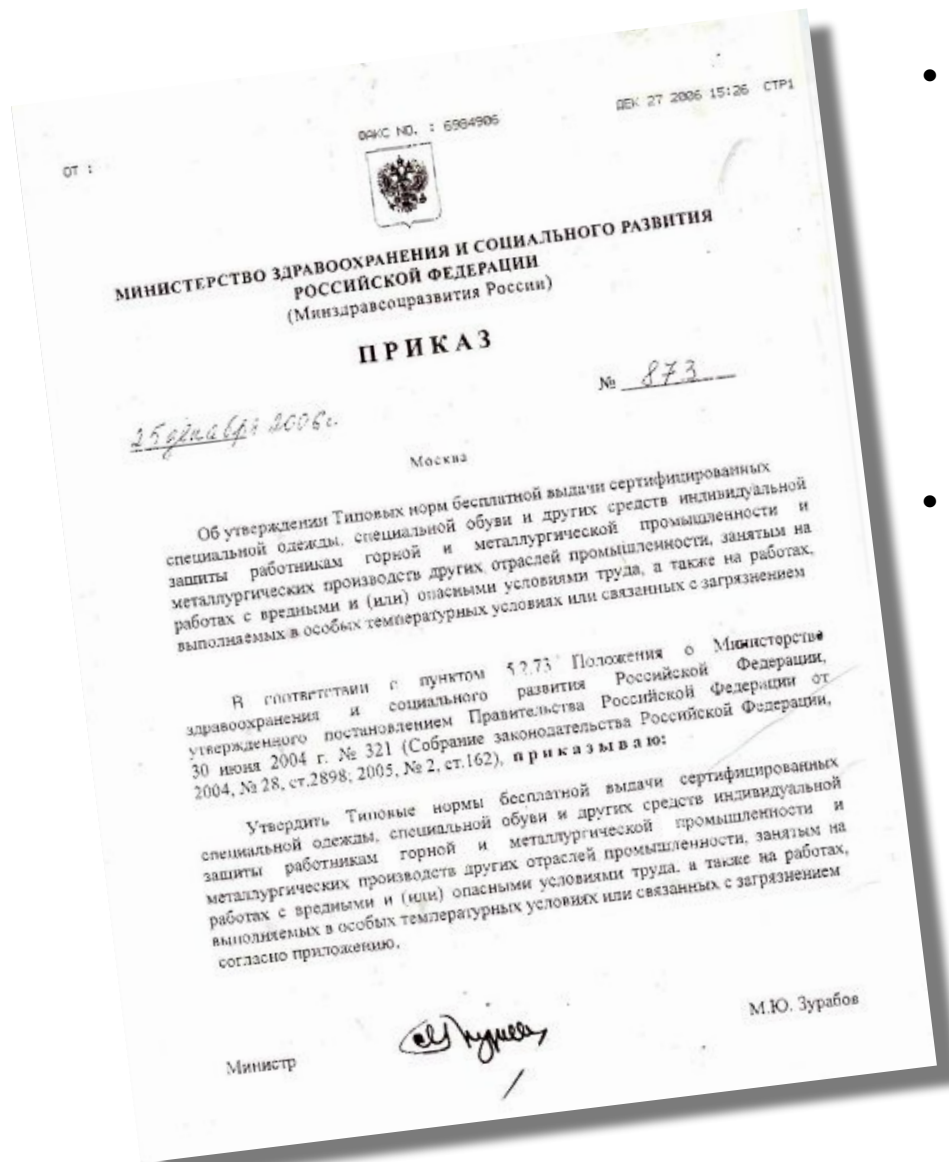 ОТ :
ФАКС NO. : 6984906
ДЕК 27 2006 15:26 СТР1
МИНИСТЕРСТВО ЗДРАВООХРАНЕНИЯ И СОЦИАЛЬНОГО РАЗВИТИЯ
РОССИЙСКОЙ ФЕДЕРАЦИИ
(Минздравсоцразвития России)
ПРИКАЗ
25 декабря 2006г.
№ 873
Москва
Об утверждении Типовых норм бесплатной выдачи сертифицированных
специальной одежды, специальной обуви и других средств индивидуальной
защиты работникам горной и металлургической промышленности и
металлургических производств других отраслей промышленности, занятым на
работах с вредными и (или) опасными условиями труда, а также на работах,
выполняемых в особых температурных условиях или связанных с загрязнением
В соответствии с пунктом 5.2.73 Положения о Министерстве
здравоохранения и социального развития Российской Федерации,
утвержденного постановлением Правительства Российской Федерации от
30 июня 2004 г. № 321 (Собрание законодательства Российской Федерации,
2004, № 28, ст.2898; 2005, № 2, ст.162), приказываю:
Утвердить Типовые нормы бесплатной выдачи сертифицированных
специальной одежды, специальной обуви и других средств индивидуальной
защиты работникам горной и металлургической промышленности и
металлургических производств других отраслей промышленности, занятым на
работах с вредными и (или) опасными условиями труда, а также на работах,
выполняемых в особых температурных условиях или связанных с загрязнением
согласно приложению.
Министр
М.Ю. Зурабов